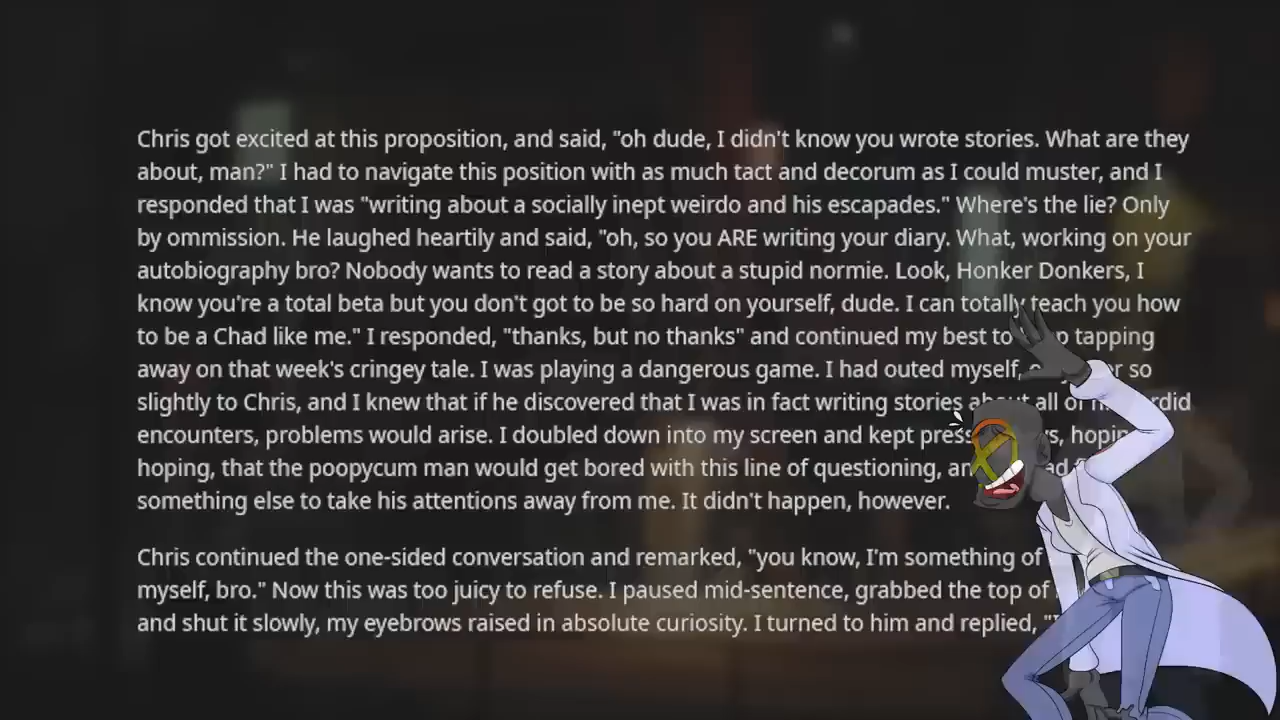 Chris got excited at this proposition, and said, "oh dude, I didn't know you wrote stories. What are they
about, man?" I had to navigate this position with as much tact and decorum as I could muster, and I
responded that I was "writing about a socially inept weirdo and his escapades." Where's the lie? Only
by ommission. He laughed heartily and said, "oh, so you ARE writing your diary. What, working on your
autobiography bro? Nobody wants to read a story about a stupid normie. Look, Honker Donkers, I
know you're a total beta but you don't got to be so hard on yourself, dude. I can totally teach you how
to be a Chad like me." I responded, "thanks, but no thanks" and continued my best to tapping
away on that week's cringey tale. I was playing a dangerous game. I had outed myself, so
slightly to Chris, and I knew that if he discovered that I was in fact writing stories about all of
encounters, problems would arise. I doubled down into my screen and kept
hoping, that the poopycum man would get bored with this line of questioning,
something else to take his attentions away from me. It didn't happen, however.
Chris continued the one-sided conversation and remarked, "you know, I'm something of
myself, bro." Now this was too juicy to refuse. I paused mid-sentence, grabbed the top of
and shut it slowly, my eyebrows raised in absolute curiosity. I turned to him and replied,